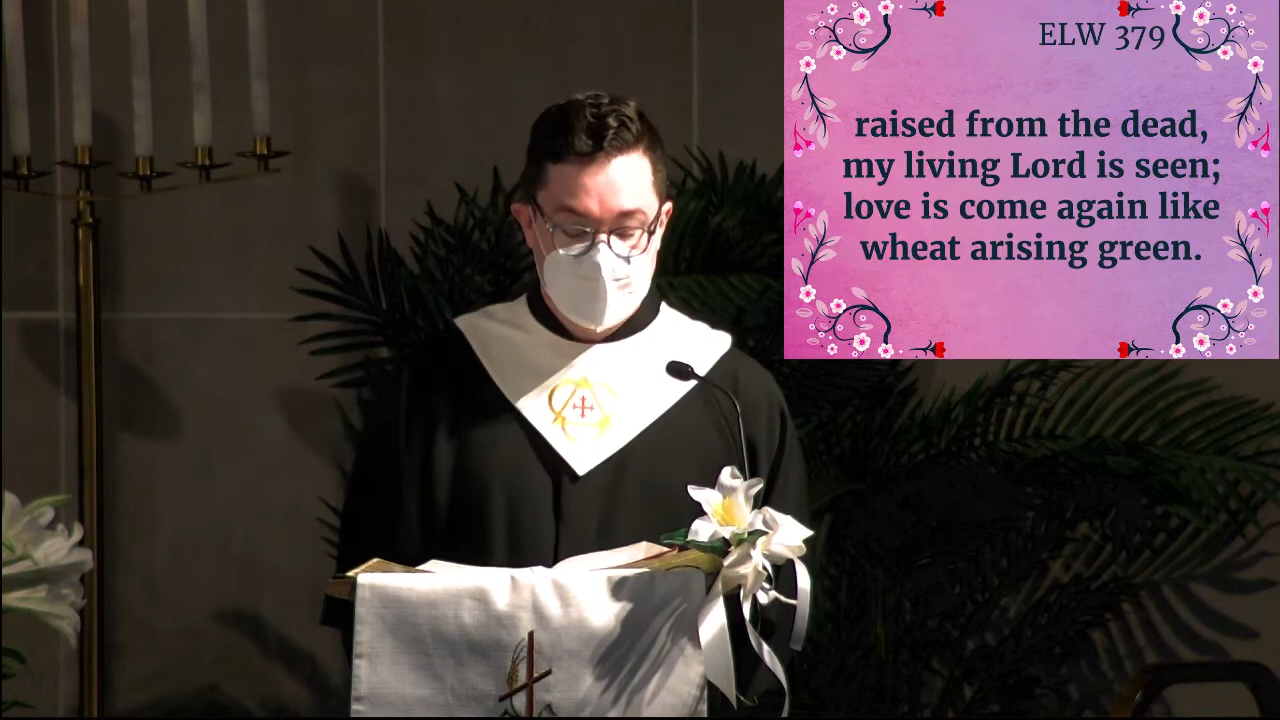 ELW 379
raised from the dead,
my living Lord is seen;
love is come again like
wheat arising green.